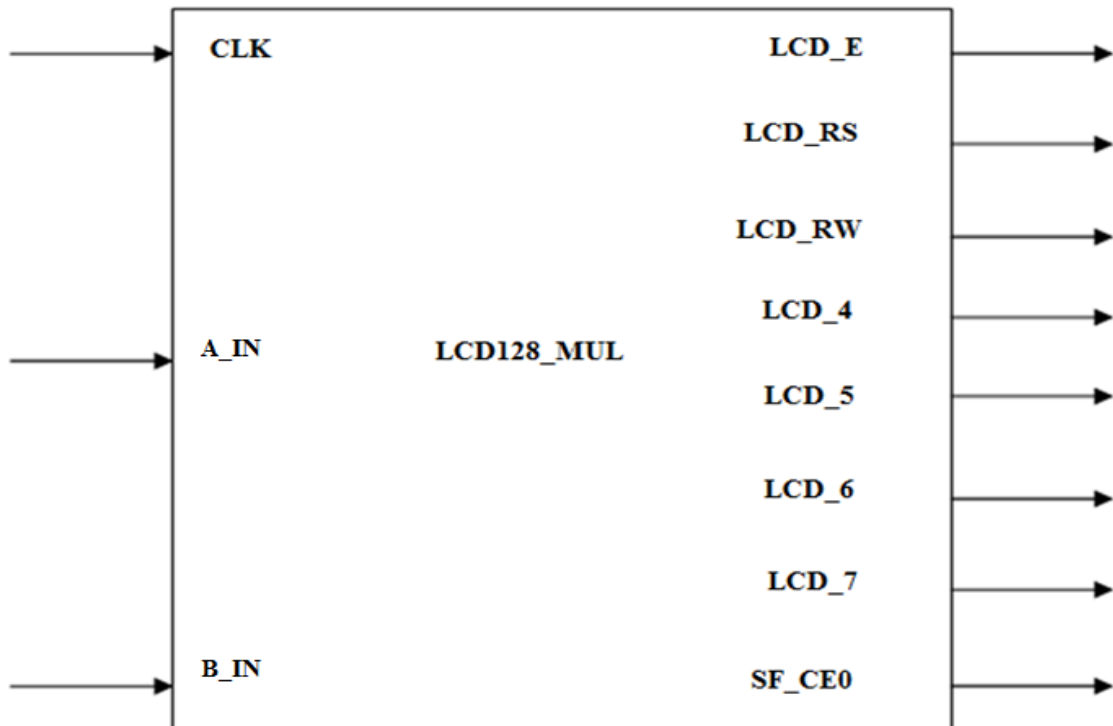 CLK
LCD_E
LCD_RS
LCD_RW
LCD_4
A_IN
LCD128_MUL
LCD_5
LCD_6
LCD_7
B_IN
SF_CE0